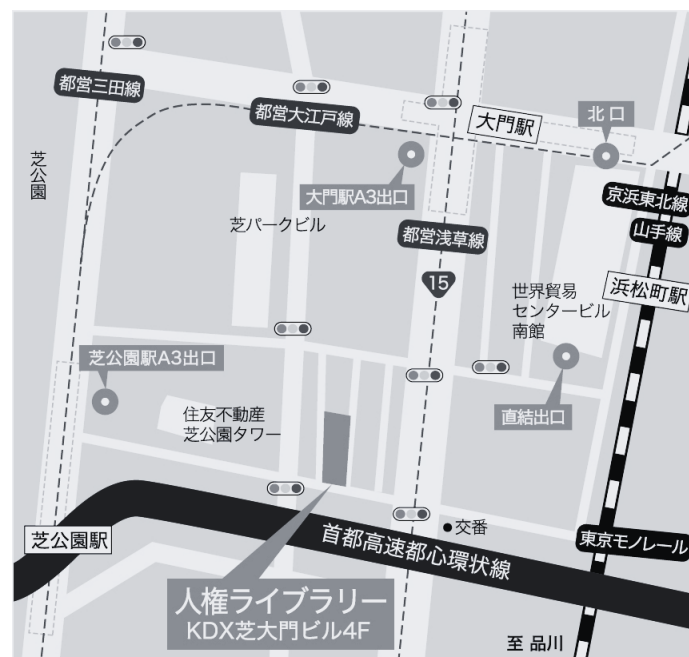 都営三田線
都営大江戸線
大門駅
北口
芝公園
大門駅A3出口
京浜東北線
山手線
芝パークビル
都営浅草線
15
世界貿易
センタービル
南館
浜松町駅
芝公園駅A3出口
住友不動産
芝公園タワー
直結出口
芝公園駅
交番
首都高速都心環状線
東京モノレール
人権ライブラリー
KDX芝大門ビル4F
至 品川